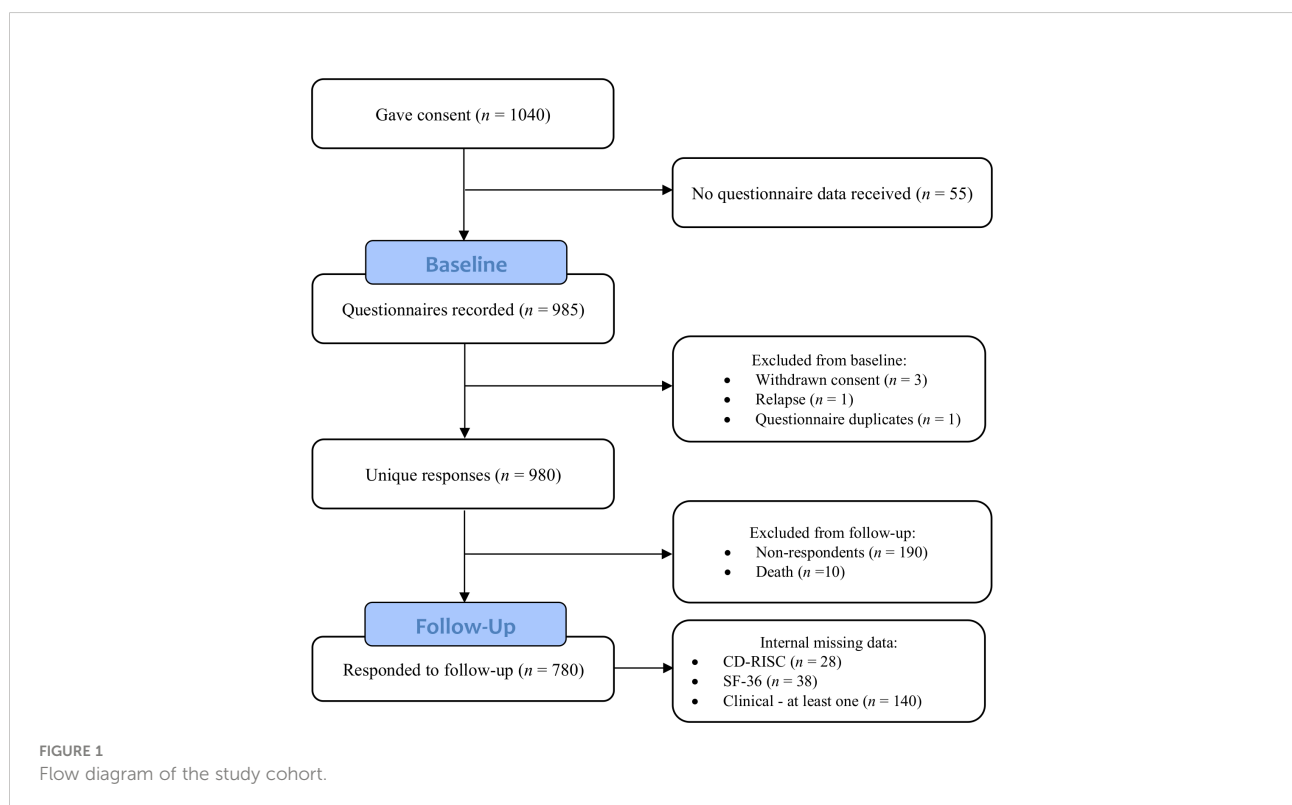 Gave consent (n = 1040)
No questionnaire data received (n = 55)
Baseline
Questionnaires recorded (n = 985)
Excluded from baseline:
• Withdrawn consent (n = 3)
• Relapse (n = 1)
• Questionnaire duplicates (n = 1)
Unique responses (n = 980)
Excluded from follow-up:
• Non-respondents (n = 190)
• Death (n =10)
Follow-Up
Responded to follow-up (n = 780)
Internal missing data:
• CD-RISC (n = 28)
• SF-36 (n = 38)
• Clinical - at least one (n = 140)
FIGURE 1
Flow diagram of the study cohort.